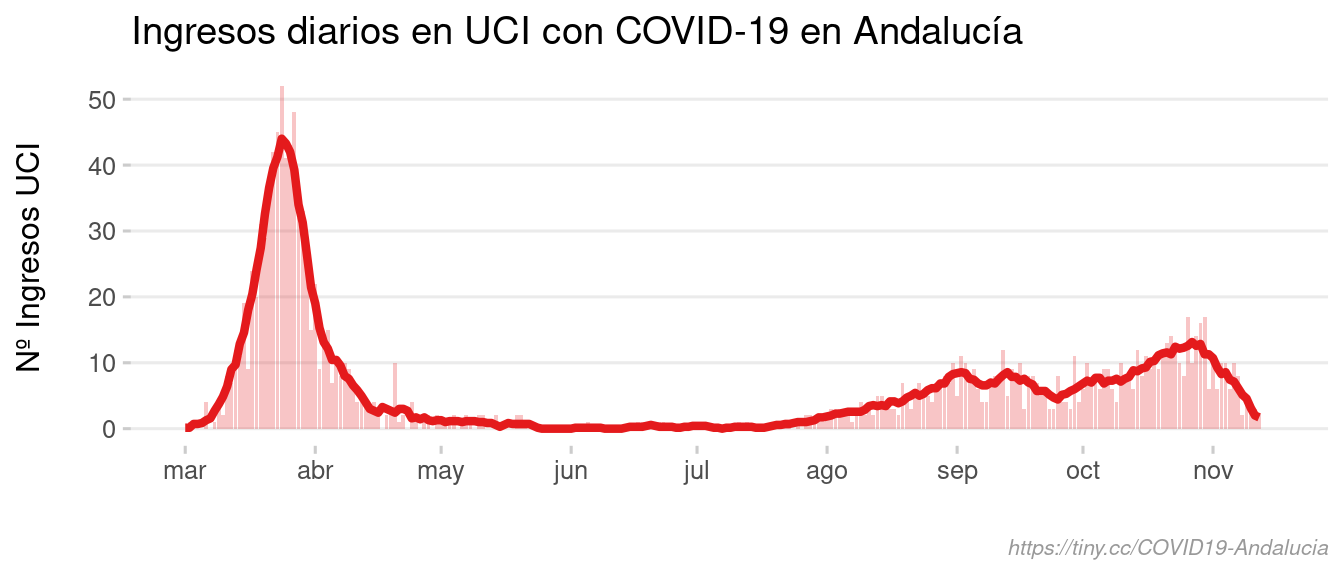 Ingresos diarios en UCI con COVID-19 en Andalucía
Nº Ingresos UCI
50
40
30
20
10
0
mar abr may jun jul ago sep oct nov
https://tiny.cc/COVID19-Andalucia